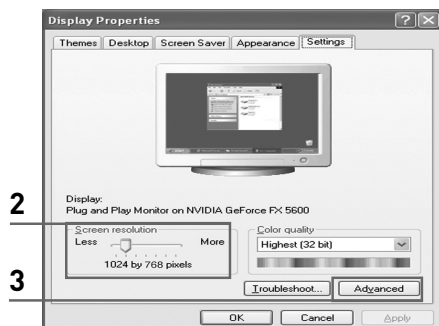 Display Properties
Themes Desktop Screen Saver Appearance Settings
Display:
Plug and Play Monitor on NVIDIA GeForce FX 5600
2
Screen resolution
Less More
1024 by 768 pixels
Color quality
Highest (32 bit)
3
Troubleshoot... Advanced
OK Cancel Apply